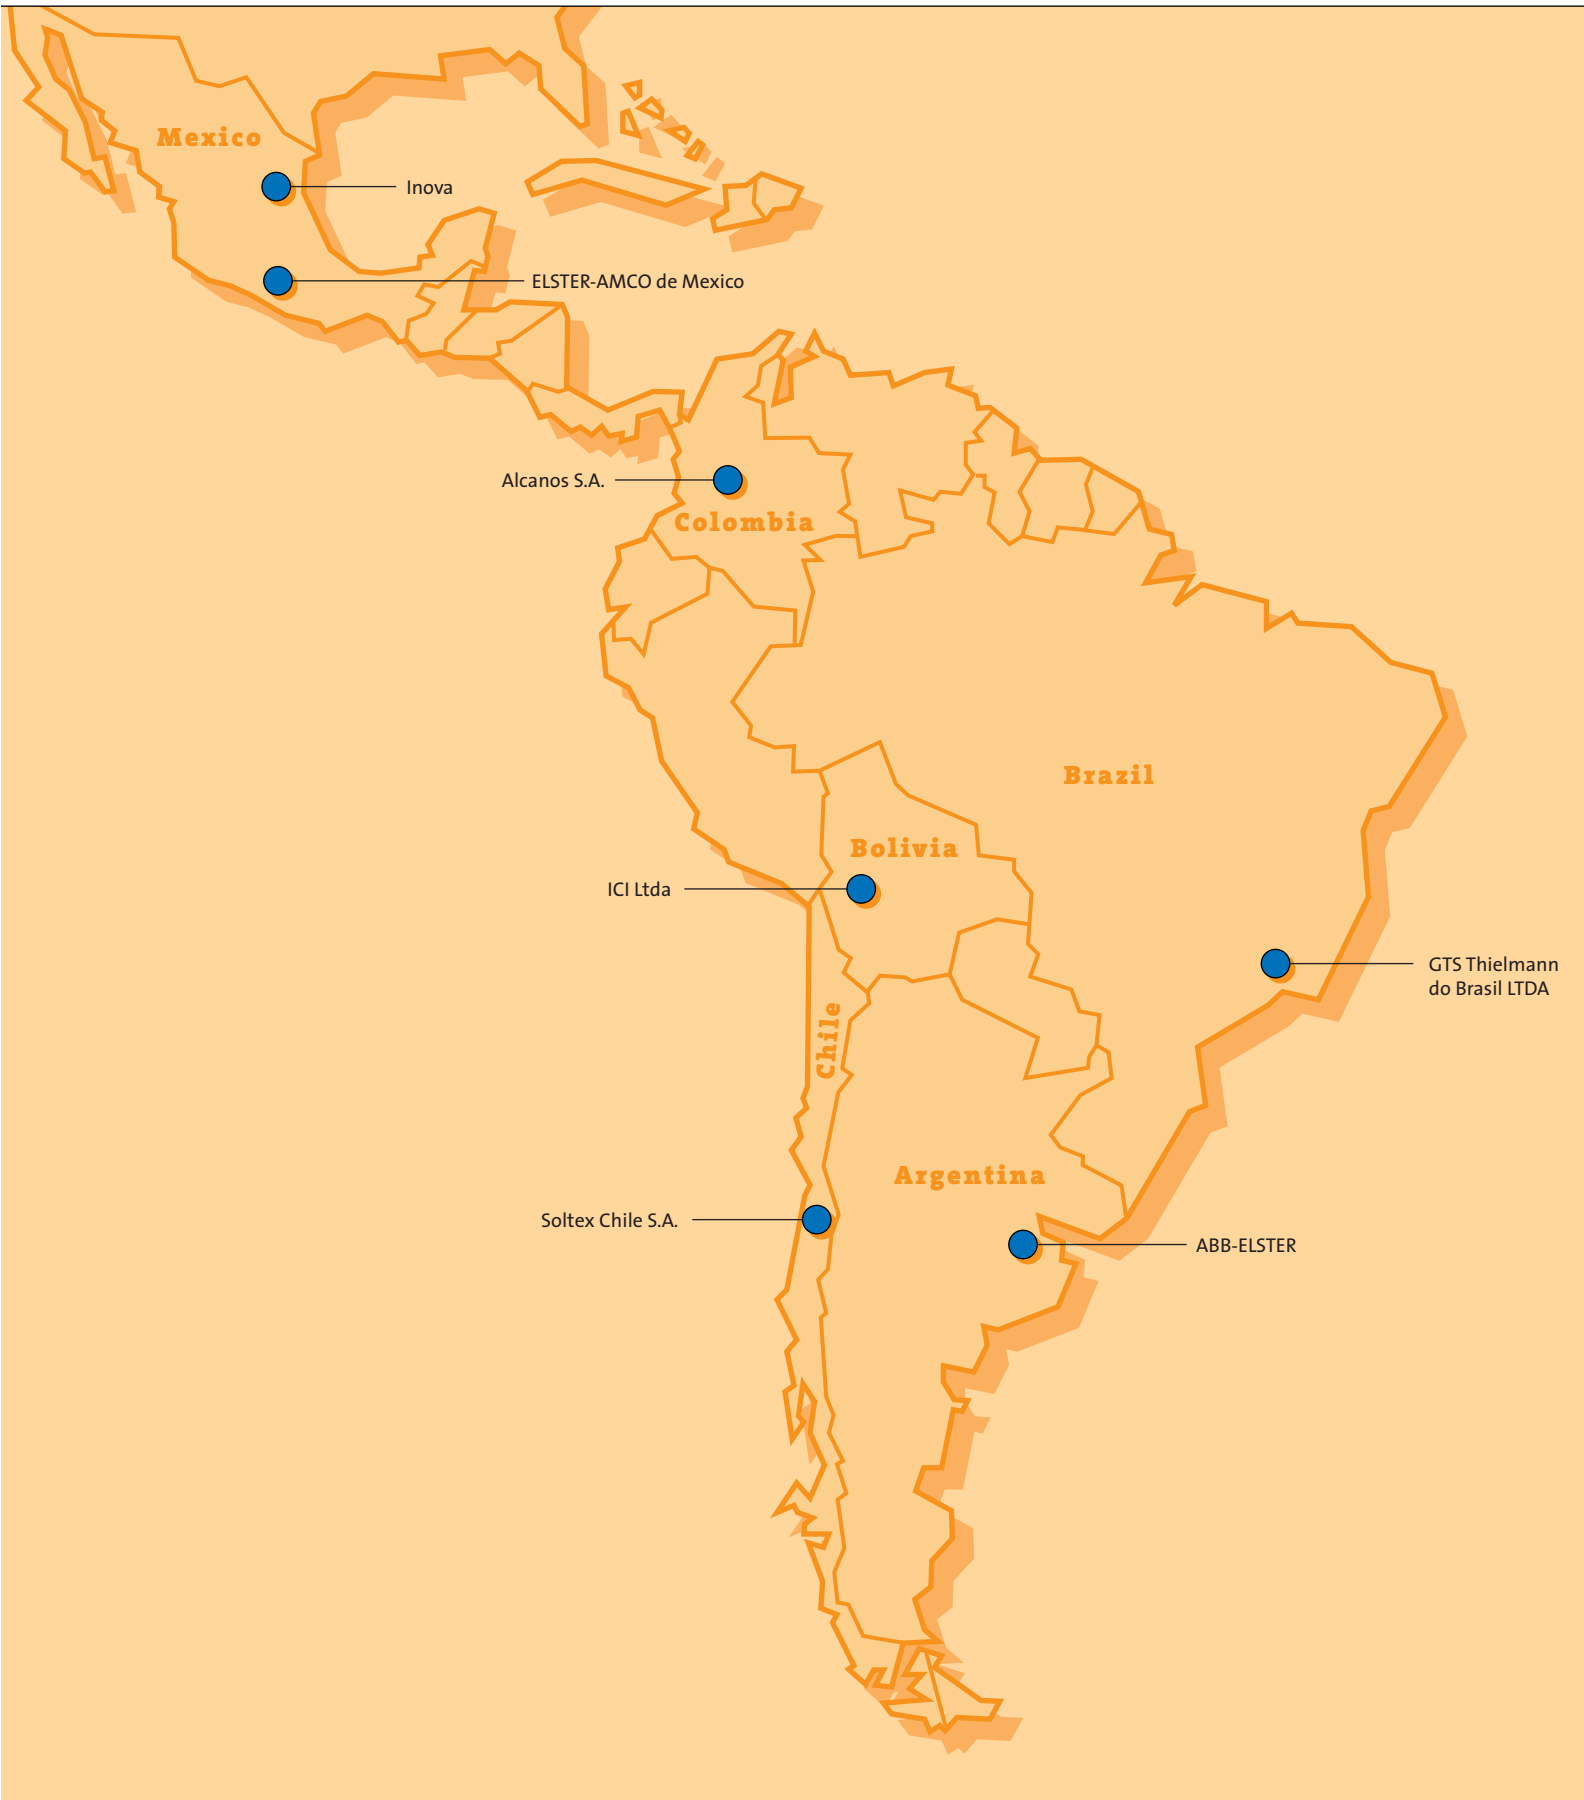 Mexico
Inova
ELSTER-AMCO de Mexico
Alcanos S.A.
Colombia
Brazil
Bolivia
ICI Ltda
GTS Thielmann
do Brasil LTDA
Chile
Argentina
Soltex Chile S.A.
ABB-ELSTER